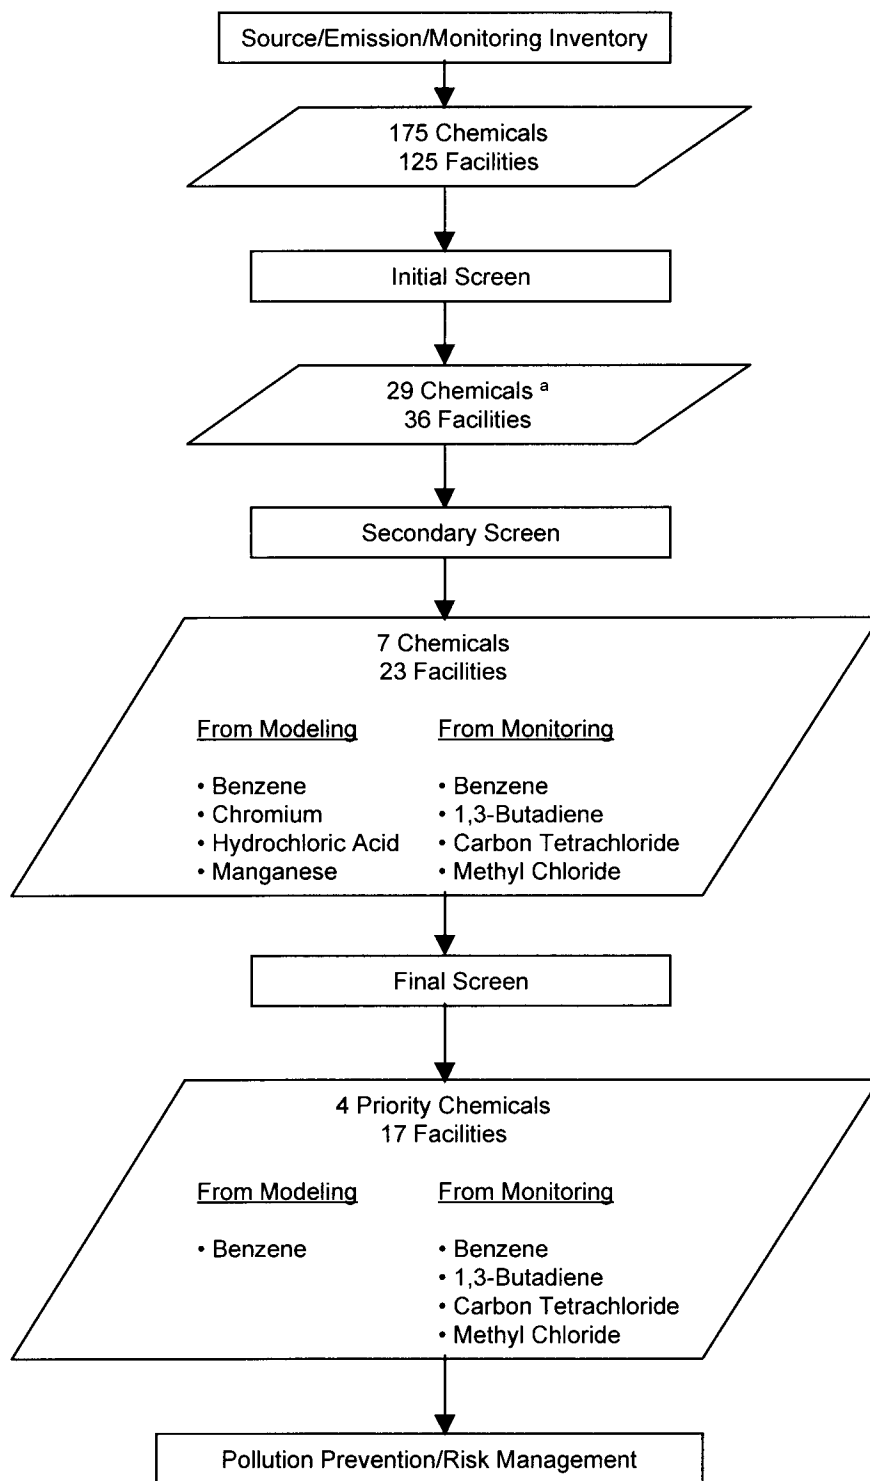 Source/Emission/Monitoring Inventory
175 Chemicals
125 Facilities
Initial Screen
29 Chemicals a
36 Facilities
Secondary Screen
7 Chemicals
23 Facilities
From Modeling
• Benzene
• Chromium
• Hydrochloric Acid
• Manganese
From Monitoring
• Benzene
• 1,3-Butadiene
• Carbon Tetrachloride
• Methyl Chloride
Final Screen
4 Priority Chemicals
17 Facilities
From Modeling
• Benzene
From Monitoring
• Benzene
• 1,3-Butadiene
• Carbon Tetrachloride
• Methyl Chloride
Pollution Prevention/Risk Management